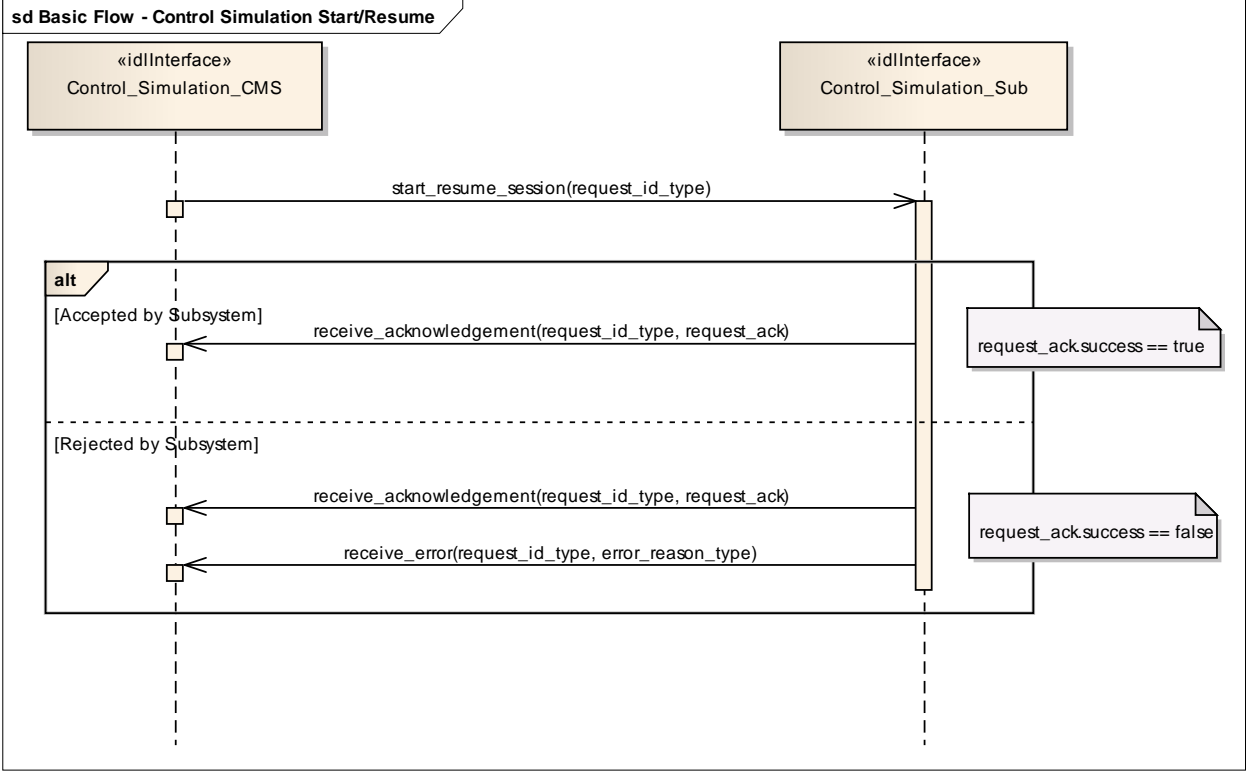 sd Basic Flow - Control Simulation Start/Resume
«idlInterface»
Control_Simulation_CMS
«idlInterface»
Control_Simulation_Sub
start_resume_session(request_id_type)
alt
[Accepted by Subsystem]
receive_acknowledgement(request_id_type, request_ack)
request_ack.success == true
[Rejected by Subsystem]
receive_acknowledgement(request_id_type, request_ack)
request_ack.success == false
receive_error(request_id_type, error_reason_type)